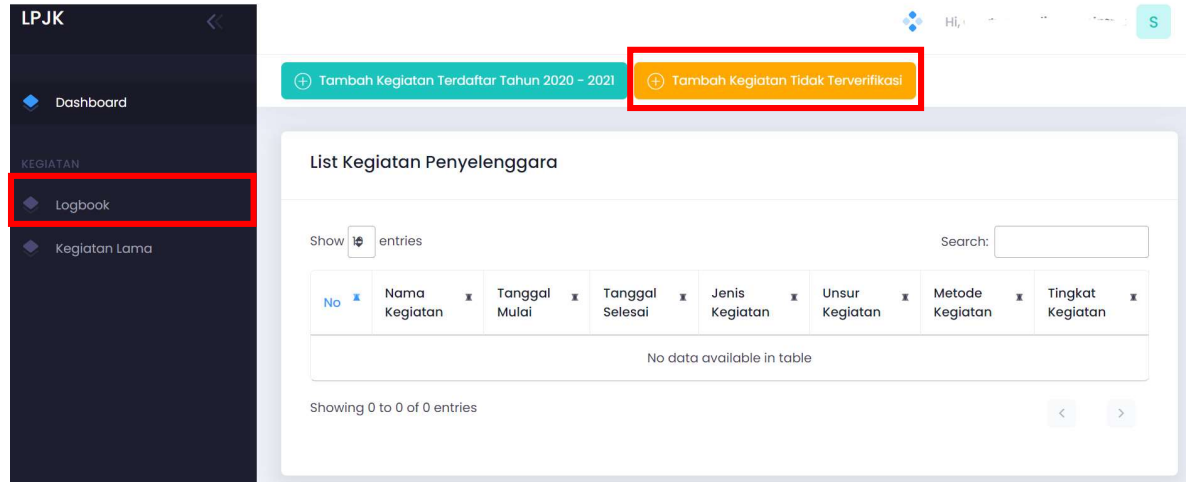 LPJK
Hi,
S
Tambah Kegiatan Terdaftar Tahun 2020 - 2021
Tambah Kegiatan Tidak Terverifikasi
Dashboard
KEGIATAN
Logbook
Kegiatan Lama
List Kegiatan Penyelenggara
Show 10 entries
Search:
No
Nama Kegiatan
Tanggal Mulai
Tanggal Selesai
Jenis Kegiatan
Unsur Kegiatan
Metode Kegiatan
Tingkat Kegiatan
No data available in table
Showing 0 to 0 of 0 entries